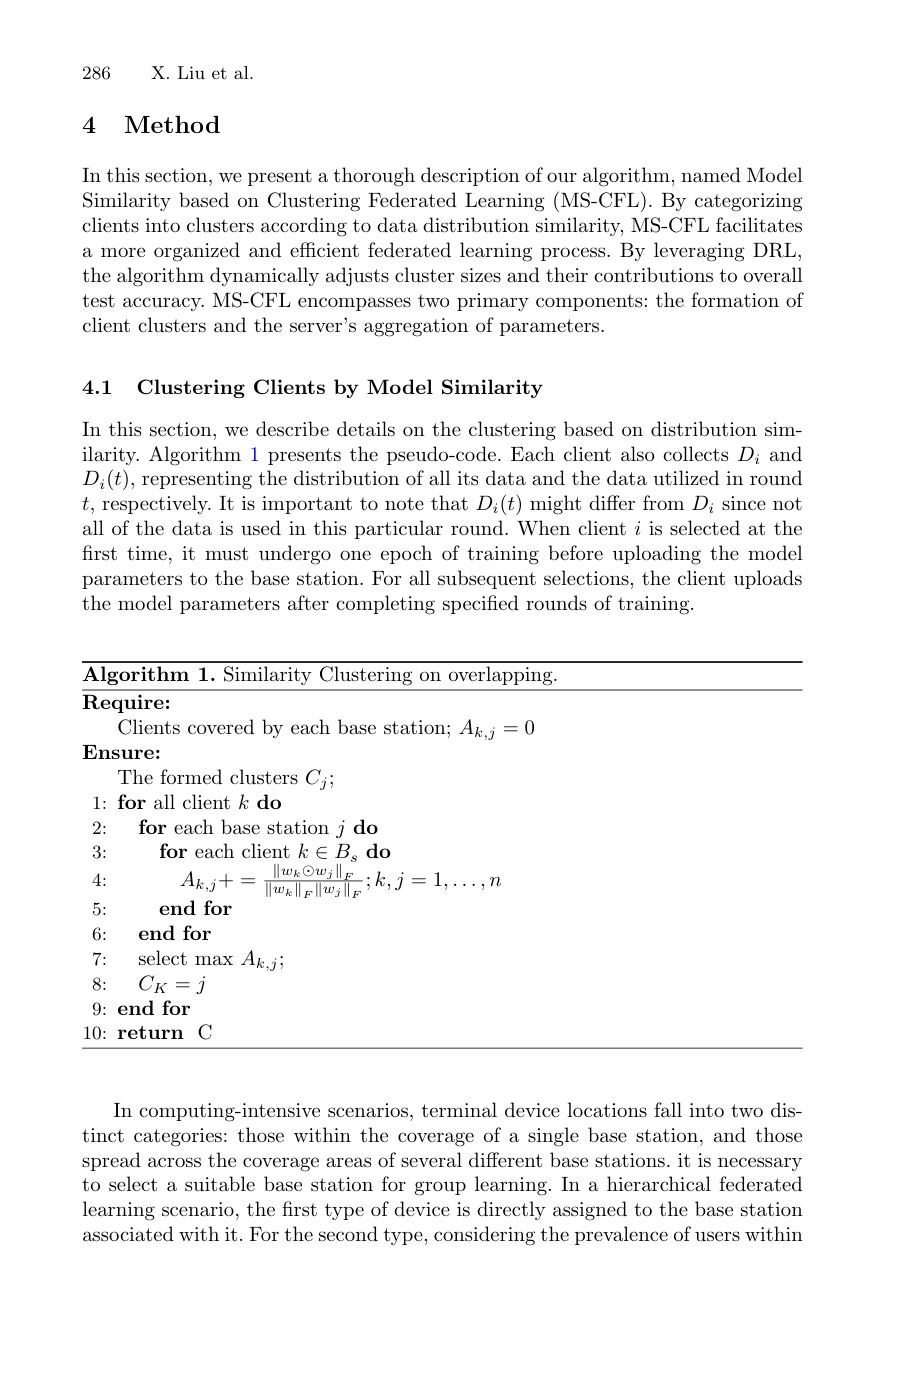 286 X. Liu et al.
4 Method
In this section, we present a thorough description of our algorithm, named Model
Similarity based on Clustering Federated Learning (MS-CFL). By categorizing
clients into clusters according to data distribution similarity, MS-CFL facilitates
a more organized and efficient federated learning process. By leveraging DRL,
the algorithm dynamically adjusts cluster sizes and their contributions to overall
test accuracy. MS-CFL encompasses two primary components: the formation of
client clusters and the server's aggregation of parameters.
4.1 Clustering Clients by Model Similarity
In this section, we describe details on the clustering based on distribution sim-
ilarity. Algorithm 1 presents the pseudo-code. Each client also collects $D_i$ and
$D_i(t)$, representing the distribution of all its data and the data utilized in round
$t$, respectively. It is important to note that $D_i(t)$ might differ from $D_i$ since not
all of the data is used in this particular round. When client $i$ is selected at the
first time, it must undergo one epoch of training before uploading the model
parameters to the base station. For all subsequent selections, the client uploads
the model parameters after completing specified rounds of training.
Algorithm 1. Similarity Clustering on overlapping.
Require:
Clients covered by each base station; $A_{k,j} = 0$
Ensure:
The formed clusters $C_j$;
1: for all client $k$ do
2: for each base station $j$ do
3: for each client $k \in B_s$ do
4: $A_{k,j}+ = \frac{\|w_k \odot w_j\|_F}{\|w_k\|_F \|w_j\|_F}; k, j = 1, \ldots, n$
5: end for
6: end for
7: select max $A_{k,j}$;
8: $C_K = j$
9: end for
10: return C
In computing-intensive scenarios, terminal device locations fall into two dis-
tinct categories: those within the coverage of a single base station, and those
spread across the coverage areas of several different base stations. it is necessary
to select a suitable base station for group learning. In a hierarchical federated
learning scenario, the first type of device is directly assigned to the base station
associated with it. For the second type, considering the prevalence of users within